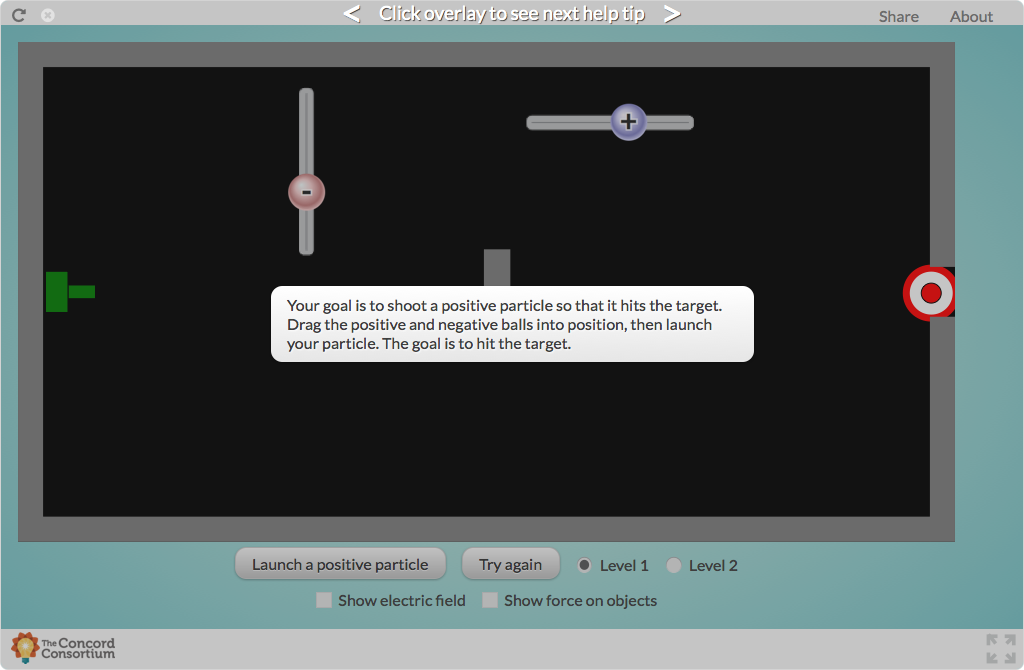 Click overlay to see next help tip
Share
About
+
-
Your goal is to shoot a positive particle so that it hits the target.
Drag the positive and negative balls into position, then launch
your particle. The goal is to hit the target.
Launch a positive particle
Try again
Level 1
Level 2
Show electric field
Show force on objects
The Concord
Consortium